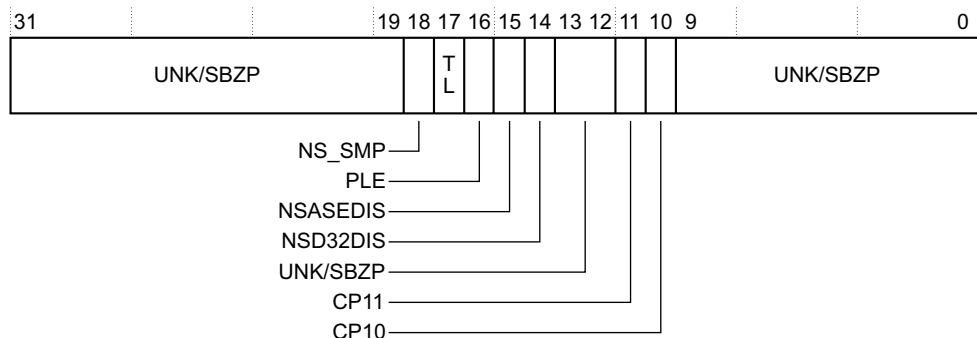 31 19 18 17 16 15 14 13 12 11 10 9 0
UNK/SBZP TL UNK/SBZP
NS_SMP
PLE
NSASEDIS
NSD32DIS
UNK/SBZP
CP11
CP10